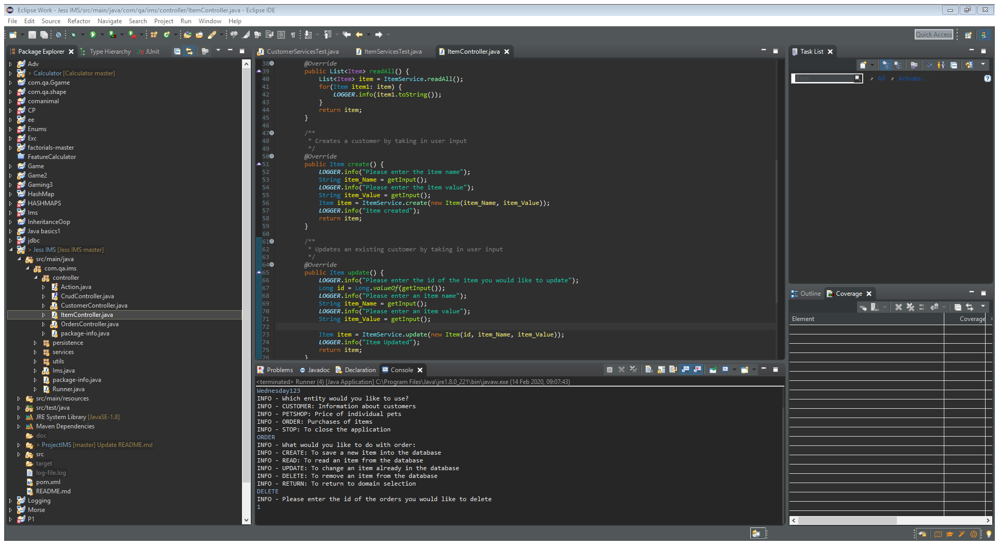 Eclipse Work - Jess IMS/src/main/java/com/qa/ims/controller/ItemController.java - Eclipse IDE
File Edit Source Refactor Navigate Search Project Run Window Help
Quick Access
Package Explorer Type Hierarchy JUnit
Adv
> Calculator [Calculator master]
com.qa.Ggame
com.qa.shape
comanimal
CP
ee
Enums
Exc
factorials-master
FeatureCalculator
Game
Game2
Gaming3
HashMap
HASHMAPS
Ims
InheritanceOop
Java basics1
jdbc
> Jess IMS [Jess IMS master]
src/main/java
com.qa.ims
controller
Action.java
CrudController.java
CustomerController.java
ItemController.java
OrdersController.java
package-info.java
persistence
services
utils
Ims.java
package-info.java
Runner.java
src/main/resources
src/test/java
JRE System Library [JavaSE-1.8]
Maven Dependencies
doc
> ProjectIMS [master] Update README.md
src
target
log-file.log
pom.xml
README.md
Logging
Morse
P1
CustomerServicesTest.java ItemServicesTest.java ItemController.java
38 @Override
39 public List<Item> readAll() {
40 List<Item> item = ItemService.readAll();
41 for(Item item1: item) {
42 LOGGER.info(item1.toString());
43 }
44 return item;
45 }
46
47 /**
48 * Creates a customer by taking in user input
49 */
50 @Override
51 public Item create() {
52 LOGGER.info("Please enter the item name");
53 String item_Name = getInput();
54 LOGGER.info("Please enter the item value");
55 String item_Value = getInput();
56 Item item = ItemService.create(new Item(item_Name, item_Value));
57 LOGGER.info("item created");
58 return item;
59 }
60
61 /**
62 * Updates an existing customer by taking in user input
63 */
64 @Override
65 public Item update() {
66 LOGGER.info("Please enter the id of the item you would like to update");
67 Long id = Long.valueOf(getInput());
68 LOGGER.info("Please enter an item name");
69 String item_Name = getInput();
70 LOGGER.info("Please enter an item value");
71 String item_Value = getInput();
72
73 Item item = ItemService.update(new Item(id, item_Name, item_Value));
74 LOGGER.info("Item Updated");
75 return item;
76 }
Problems Javadoc Declaration Console
<terminated> Runner (4) [Java Application] C:\Program Files\Java\jre1.8.0_221\bin\javaw.exe (14 Feb 2020, 09:07:43)
Wednesday123
INFO - Which entity would you like to use?
INFO - CUSTOMER: Information about customers
INFO - PETSHOP: Price of individual pets
INFO - ORDER: Purchases of items
INFO - STOP: To close the application
ORDER
INFO - What would you like to do with order:
INFO - CREATE: To save a new item into the database
INFO - READ: To read an item from the database
INFO - UPDATE: To change an item already in the database
INFO - DELETE: To remove an item from the database
INFO - RETURN: To return to domain selection
DELETE
INFO - Please enter the id of the orders you would like to delete
1
Task List
Find All Activate...
Outline Coverage
Element Coverage